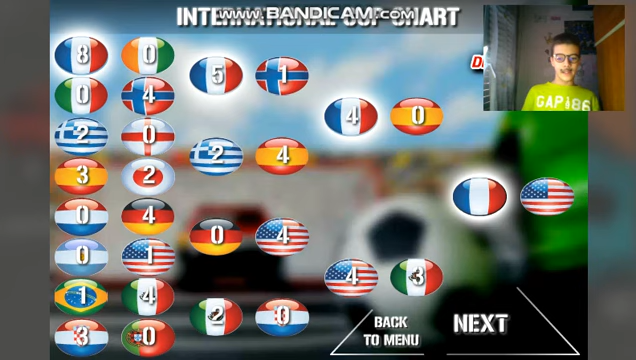 INTERNATIONAL CUP CHART
www.BANDICAM.com
8 0
5 1
0 4
4 0
GAP 86
2 0
2 4
3 2
0 4
0 4
0 1
4 3
1 4
2 0
3 0
BACK
TO MENU
NEXT